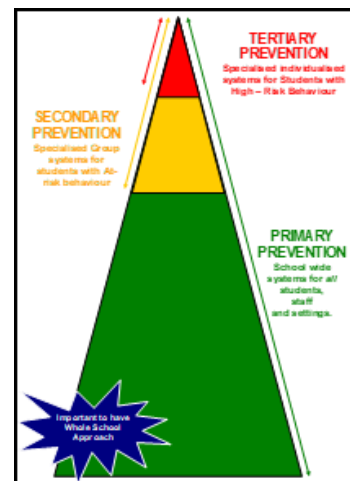 TERTIARY
PREVENTION
Specialised individualised
systems for Students with
High – Risk Behaviour
SECONDARY
PREVENTION
Specialised Group
systems for
students with At-
risk behaviour
PRIMARY
PREVENTION
School wide
systems for all
students,
staff
and settings.
Important to have
Whole School
Approach